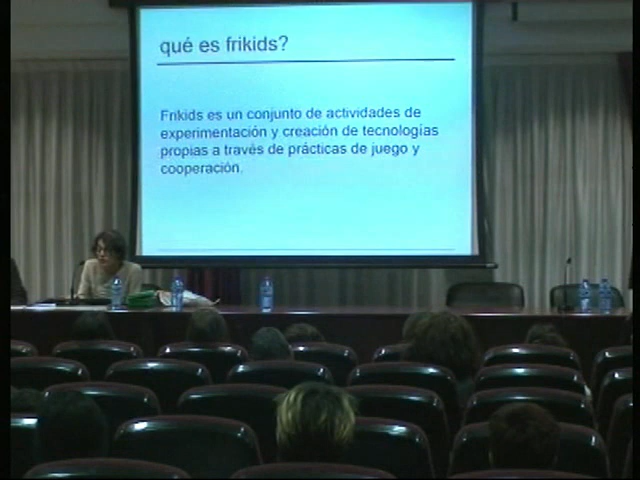 qué es frikids?
Frikids es un conjunto de actividades de
experimentación y creación de tecnologías
propias a través de prácticas de juego y
cooperación.